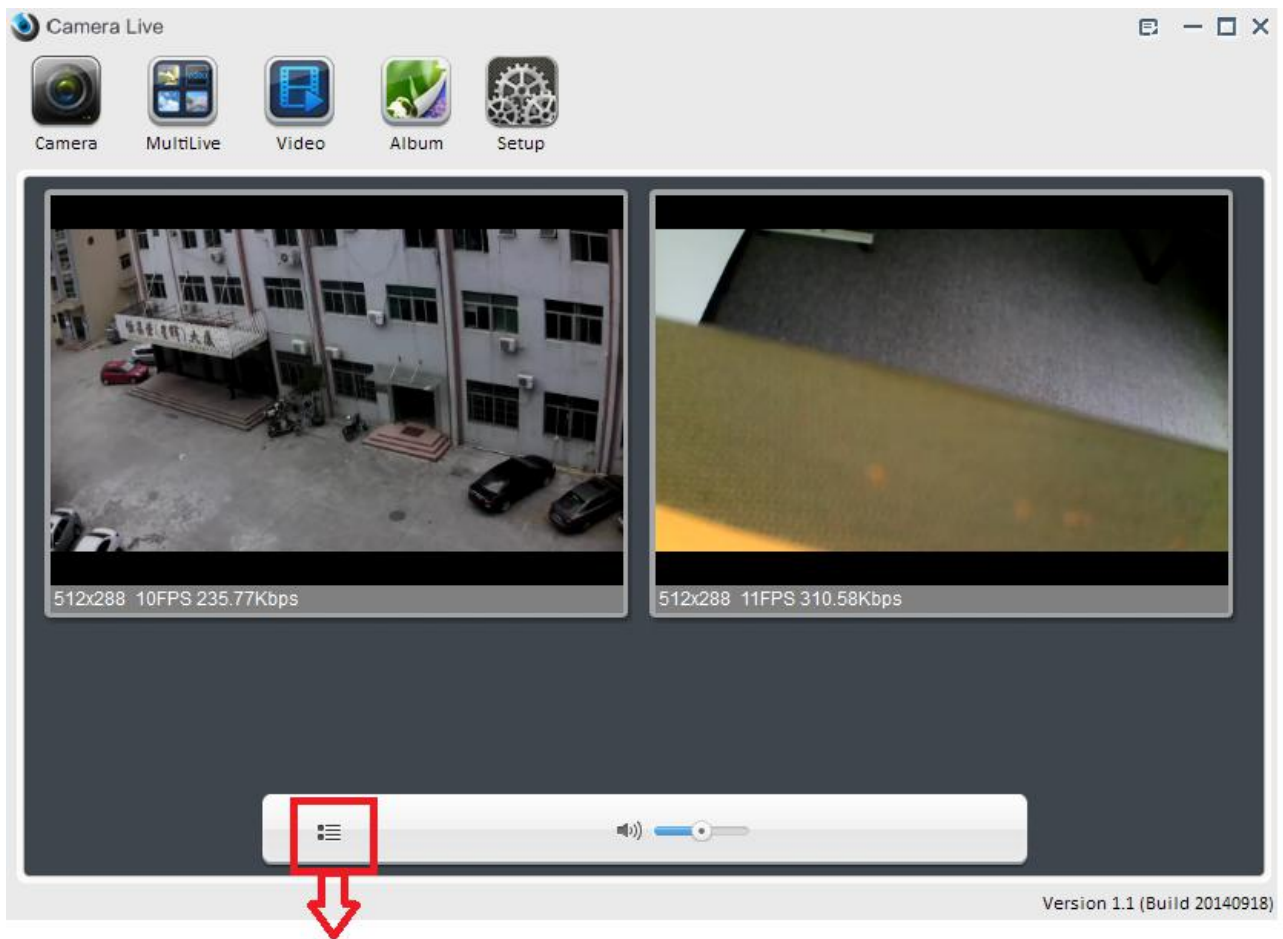 Camera Live
Camera MultiLive Video Album Setup
512x288 10FPS 235.77Kbps
512x288 11FPS 310.58Kbps
Version 1.1 (Build 20140918)